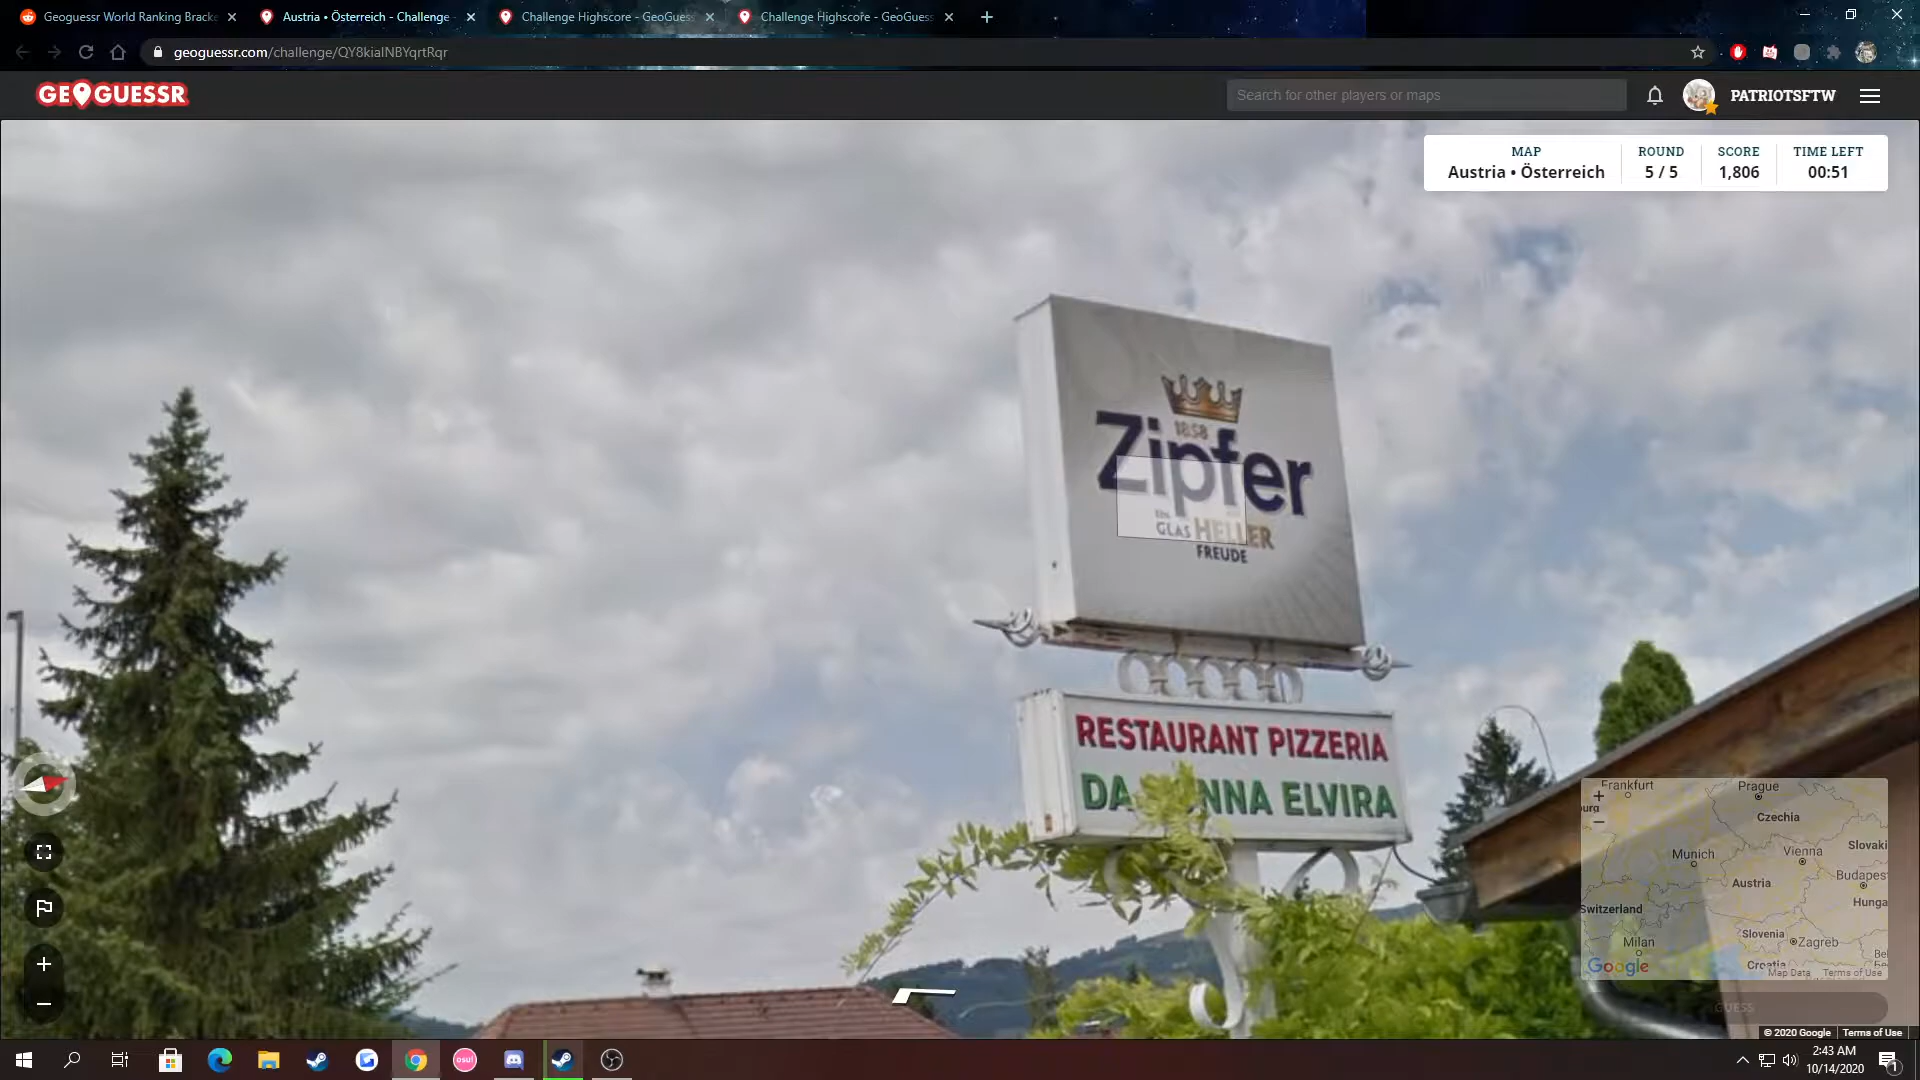 Geoguessr World Ranking Bracke
Austria • Österreich - Challenge -
Challenge Highscore - GeoGuess
Challenge Highscore - GeoGuess
geoguessr.com/challenge/QY8kialNBYqrtRqr
GEOGUESSR
Search for other players or maps
PATRIOTSFTW
MAP
Austria • Österreich
ROUND
5 / 5
SCORE
1,806
TIME LEFT
00:51
1858
Zipfer
EIN
GLAS HELLER
FREUDE
RESTAURANT PIZZERIA
DA NNA ELVIRA
Frankfurt
Prague
Czechia
Slovaki
Munich
Vienna
Budapes
Austria
Hunga
Switzerland
Slovenia
Zagreb
Milan
Croatia
Google
Map Data
Terms of Use
GUESS
© 2020 Google
Terms of Use
osu!
2:43 AM
10/14/2020
1